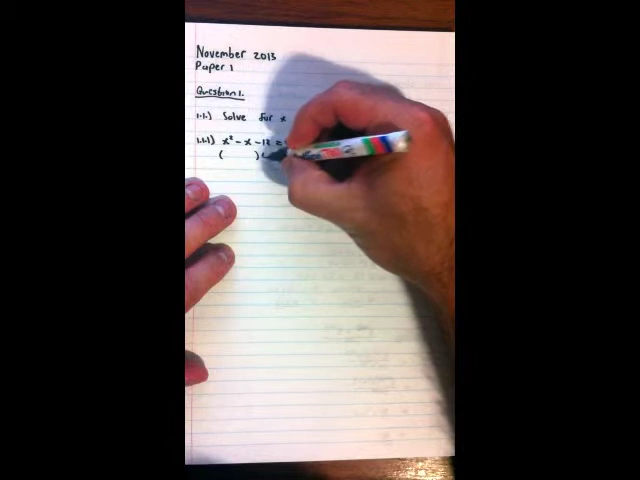 November 2013
Paper 1
Question 1.
1.1.) Solve for x
1.1.1) x² - x - 12 =
( ) (